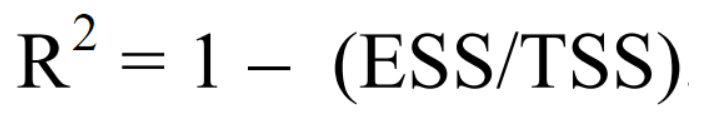 R² = 1 – (ESS/TSS)